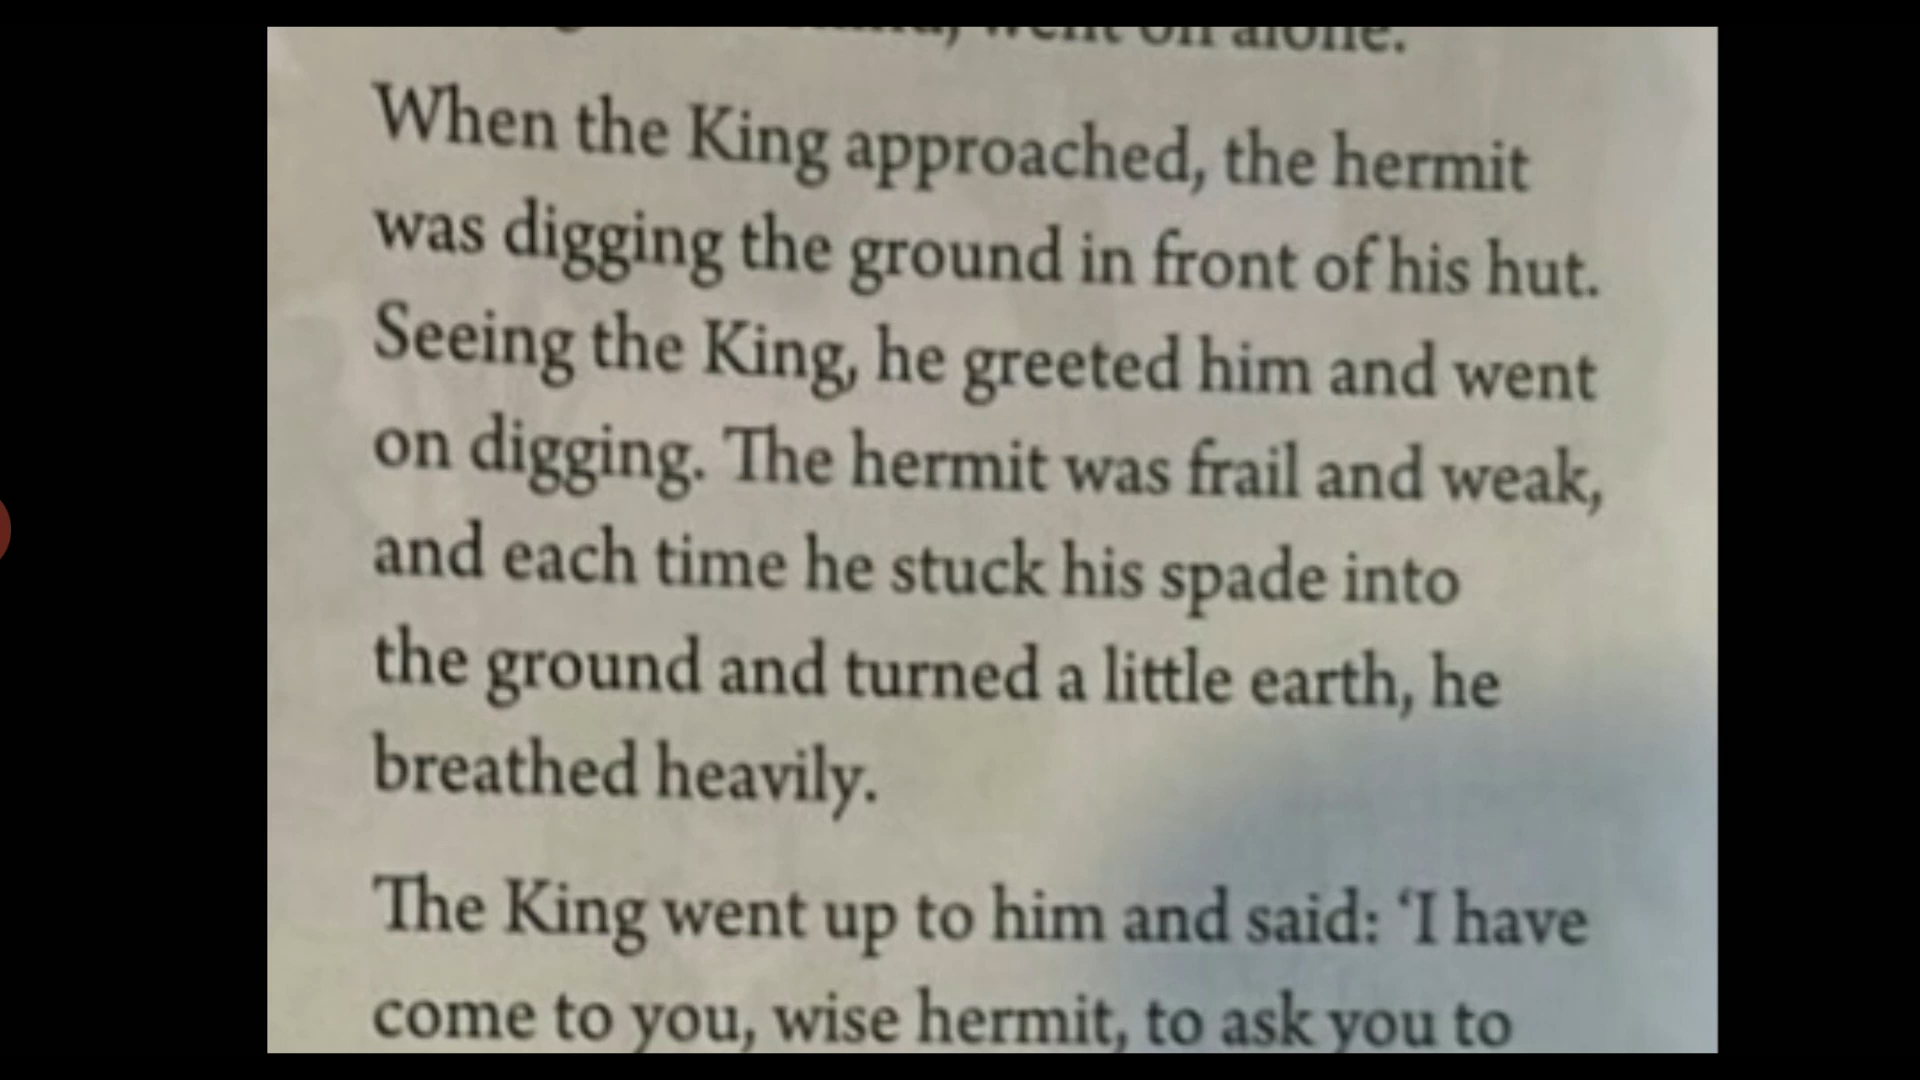 went on alone.
When the King approached, the hermit
was digging the ground in front of his hut.
Seeing the King, he greeted him and went
on digging. The hermit was frail and weak,
and each time he stuck his spade into
the ground and turned a little earth, he
breathed heavily.
The King went up to him and said: ‘I have
come to you, wise hermit, to ask you to